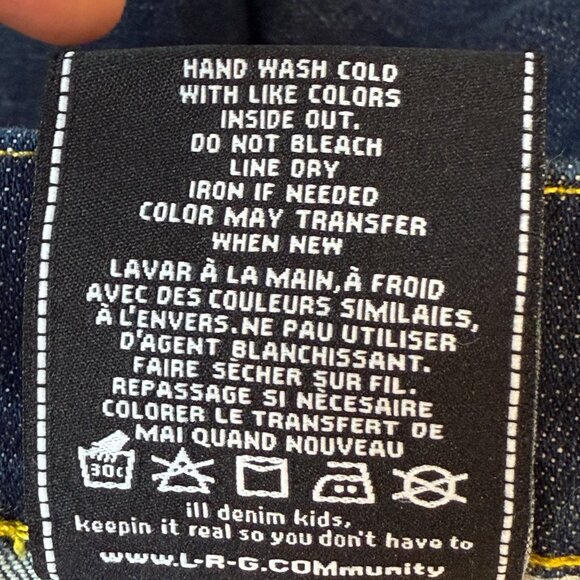 HAND WASH COLD
WITH LIKE COLORS
INSIDE OUT.
DO NOT BLEACH
LINE DRY
IRON IF NEEDED
COLOR MAY TRANSFER
WHEN NEW
LAVAR À LA MAIN,À FROID
AVEC DES COULEURS SIMILAIES,
À L'ENVERS.NE PAU UTILISER
D'AGENT BLANCHISSANT.
FAIRE SÉCHER SUR FIL.
REPASSAGE SI NÉCESAIRE
COLORER LE TRANSFERT DE
MAI QUAND NOUVEAU
30c
ill denim kids,
keepin it real so you don't have to
www.L-R-G.COMmunity